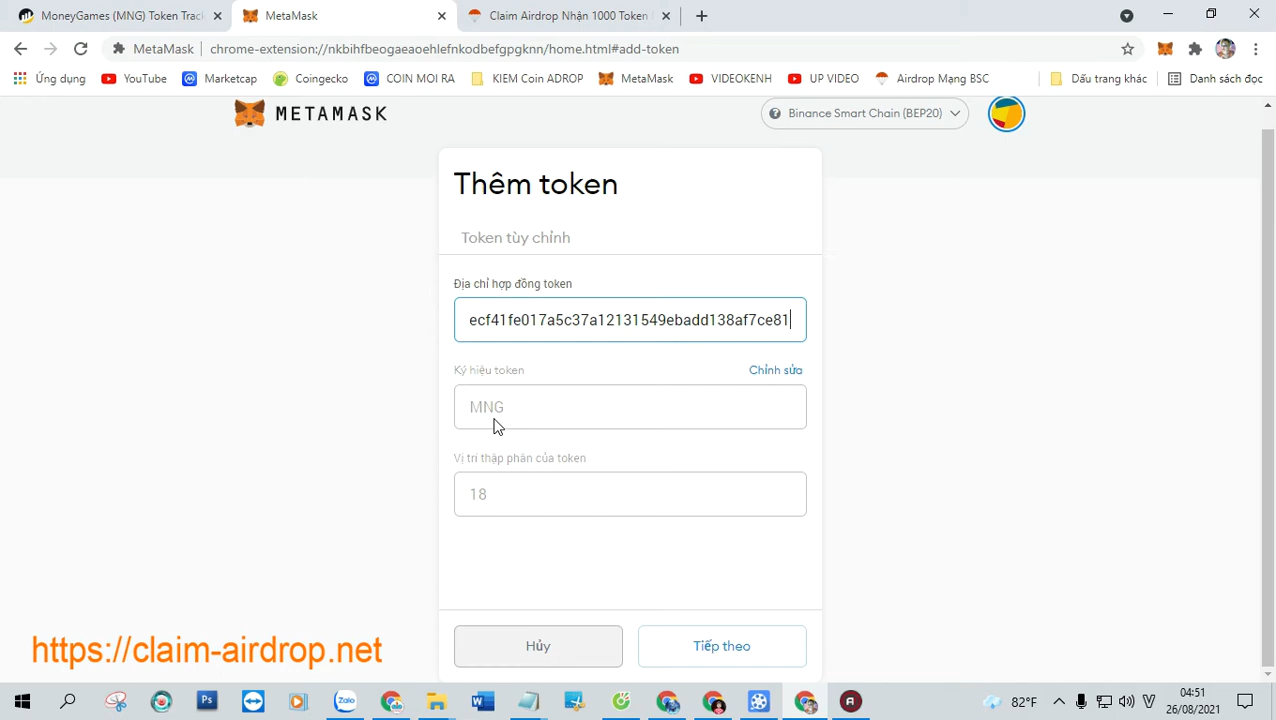 MoneyGames (MNG) Token Track
MetaMask
Claim Airdrop Nhận 1000 Token
MetaMask
chrome-extension://nkbihfbeogaeaoehlefnkodbefgpgknn/home.html#add-token
Ứng dụng
YouTube
Marketcap
Coingecko
COIN MOI RA
KIEM Coin ADROP
MetaMask
VIDEOKENH
UP VIDEO
Airdrop Mạng BSC
Dấu trang khác
Danh sách đọc
METAMASK
Binance Smart Chain (BEP20)
Thêm token
Token tùy chỉnh
Địa chỉ hợp đồng token
ecf41fe017a5c37a12131549ebadd138af7ce81
Ký hiệu token
Chỉnh sửa
MNG
Vị trí thập phân của token
18
Hủy
Tiếp theo
https://claim-airdrop.net
Ps
Zalo
W
82°F
V
04:51
26/08/2021